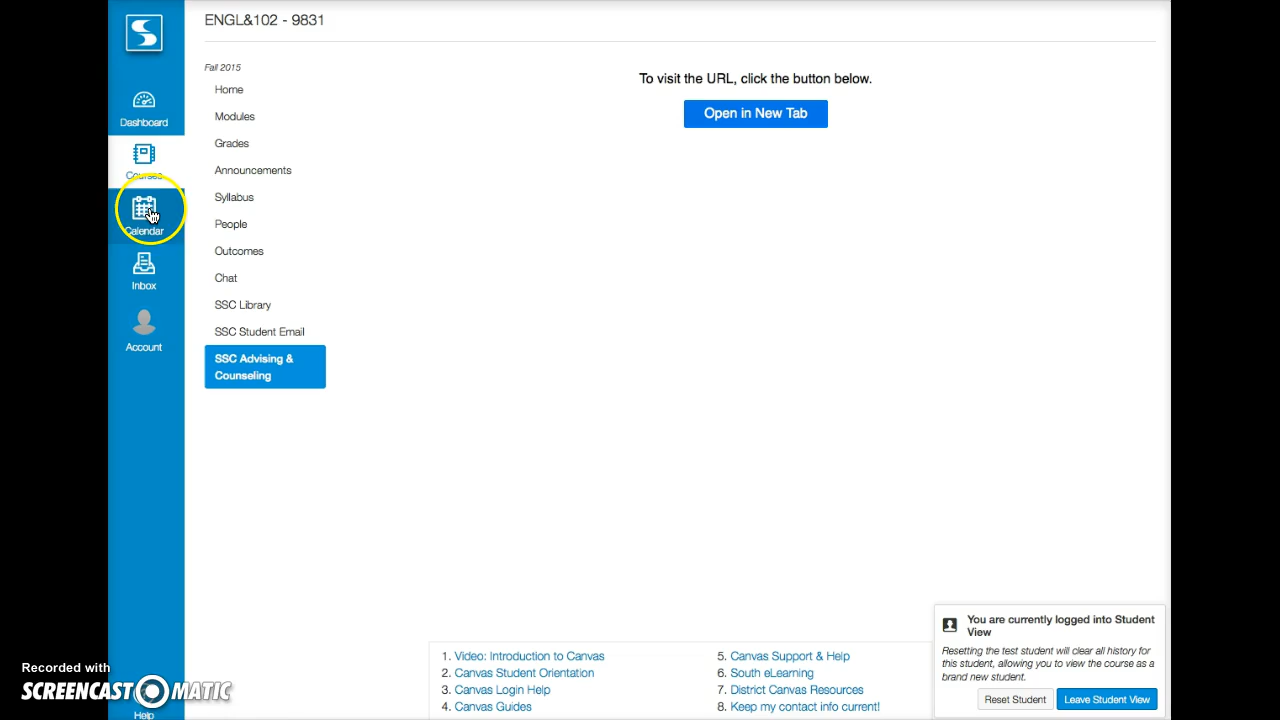 ENGL&102 - 9831
Dashboard
Courses
Calendar
Inbox
Account
Help
Fall 2015
Home
Modules
Grades
Announcements
Syllabus
People
Outcomes
Chat
SSC Library
SSC Student Email
SSC Advising &
Counseling
To visit the URL, click the button below.
Open in New Tab
1. Video: Introduction to Canvas
2. Canvas Student Orientation
3. Canvas Login Help
4. Canvas Guides
5. Canvas Support & Help
6. South eLearning
7. District Canvas Resources
8. Keep my contact info current!
You are currently logged into Student
View
Resetting the test student will clear all history for
this student, allowing you to view the course as a
brand new student.
Reset Student
Leave Student View
Recorded with
SCREENCAST MATIC